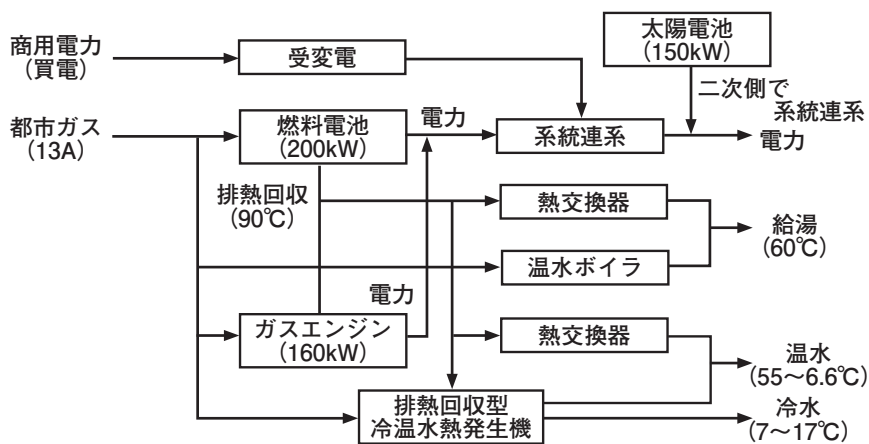 商用電力
(買電)
受変電
太陽電池
(150kW)
二次側で
系統連系
都市ガス
(13A)
燃料電池
(200kW)
電力
系統連系
電力
排熱回収
(90℃)
熱交換器
給湯
(60℃)
温水ボイラ
電力
ガスエンジン
(160kW)
熱交換器
温水
(55〜6.6℃)
排熱回収型
冷温水熱発生機
冷水
(7〜17℃)